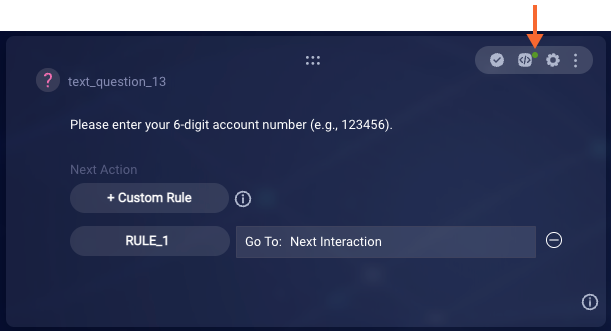 text_question_13
Please enter your 6-digit account number (e.g., 123456).
Next Action
+ Custom Rule
RULE_1 Go To: Next Interaction